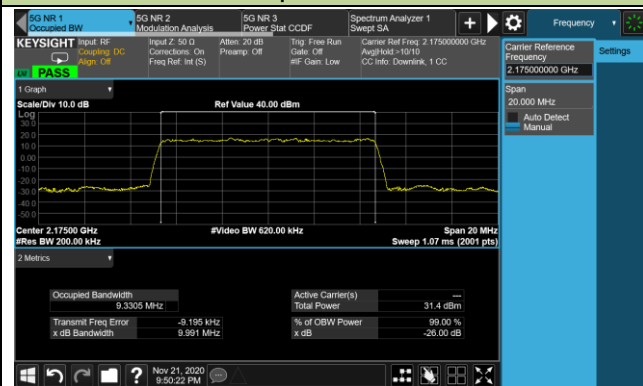 5G NR 1
Occupied BW
5G NR 2
Modulation Analysis
5G NR 3
Power Stat CCDF
Spectrum Analyzer 1
Swept SA
Frequency
KEYSIGHT
Input: RF
Coupling: DC
Align: Off
Input Z: 50 Ω
Corrections: On
Freq Ref: Int (S)
Atten: 20 dB
Preamp: Off
Trig: Free Run
Gate: Off
#IF Gain: Low
Carrier Ref Freq: 2.175000000 GHz
Avg|Hold:>10/10
CC Info: Downlink, 1 CC
LXI
PASS
Carrier Reference
Frequency
2.175000000 GHz
Settings
Span
20.000 MHz
Auto Detect
Manual
1 Graph
Scale/Div 10.0 dB
Ref Value 40.00 dBm
Log
30.0
20.0
10.0
0.00
-10.0
-20.0
-30.0
-40.0
-50.0
Center 2.17500 GHz
#Video BW 620.00 kHz
Span 20 MHz
#Res BW 200.00 kHz
Sweep 1.07 ms (2001 pts)
2 Metrics
Occupied Bandwidth
9.3305 MHz
Active Carrier(s)
---
Total Power
31.4 dBm
Transmit Freq Error
-9.195 kHz
% of OBW Power
99.00 %
x dB Bandwidth
9.991 MHz
x dB
-26.00 dB
Nov 21, 2020
9:50:22 PM